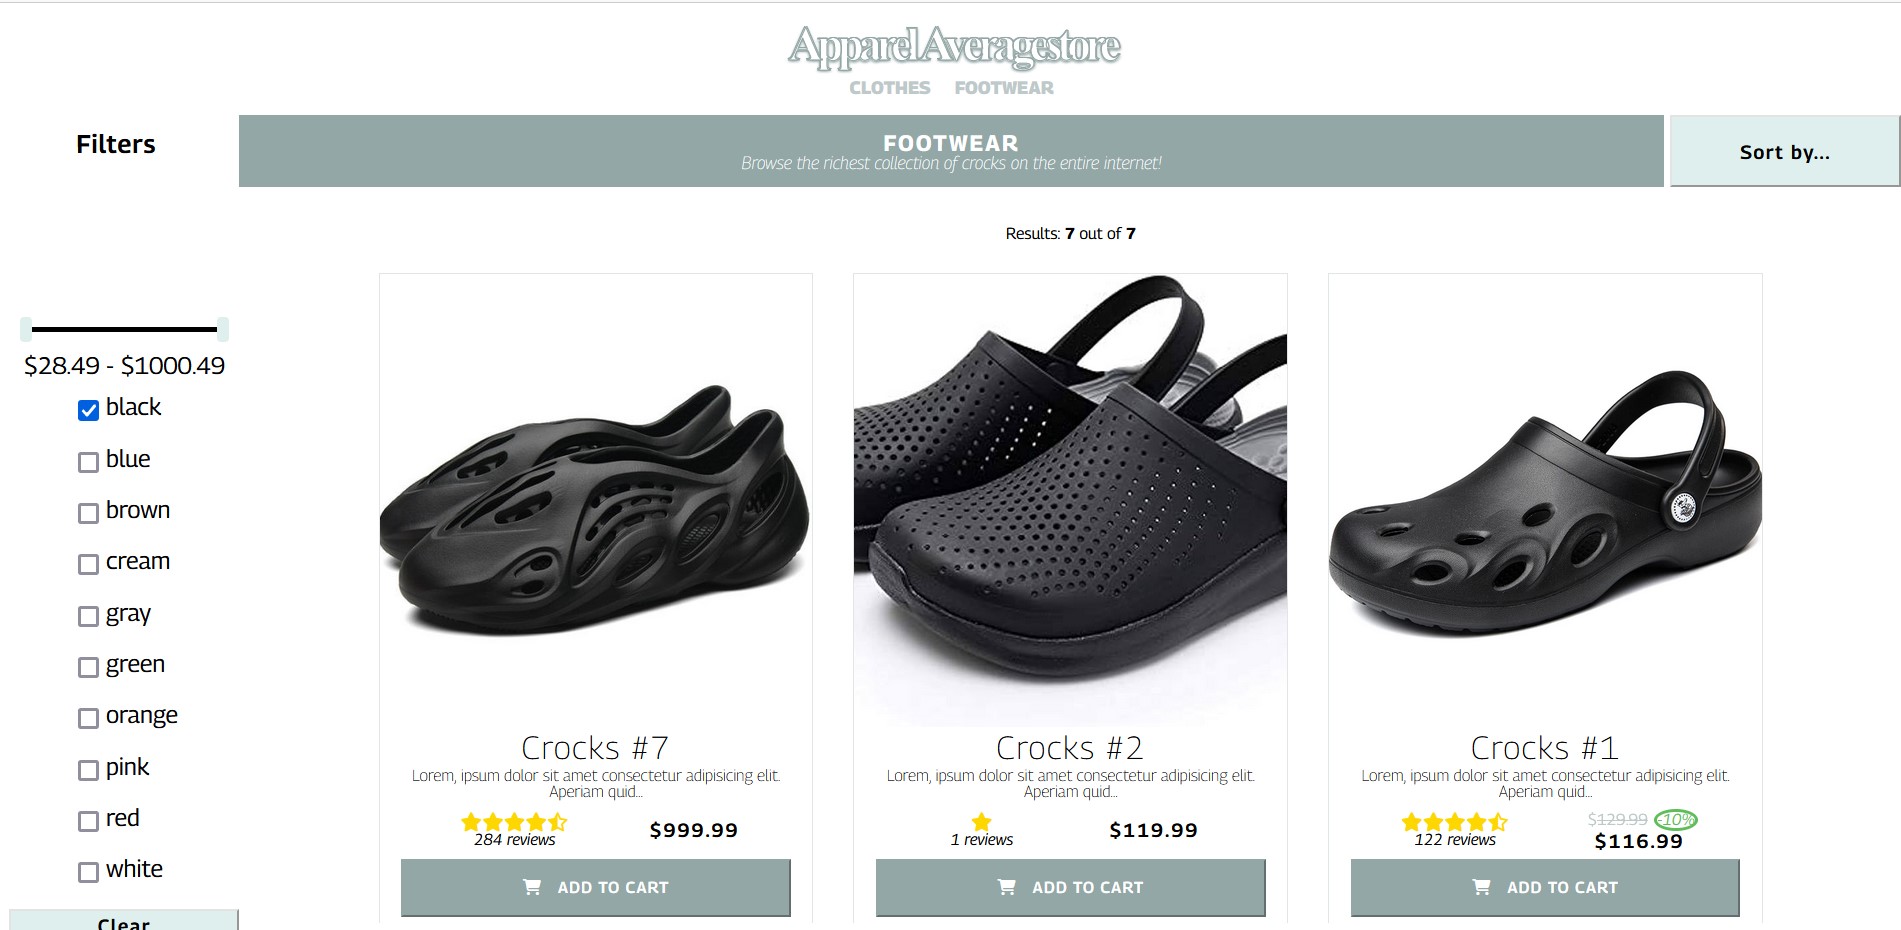 Apparel Averagestore
CLOTHES FOOTWEAR
Filters
FOOTWEAR
Browse the richest collection of crocks on the entire internet!
Sort by...
Results: 7 out of 7
$28.49 - $1000.49
black
blue
brown
cream
gray
green
orange
pink
red
white
Clear
Crocks #7
Lorem, ipsum dolor sit amet consectetur adipisicing elit.
Aperiam quid...
284 reviews
$999.99
ADD TO CART
Crocks #2
Lorem, ipsum dolor sit amet consectetur adipisicing elit.
Aperiam quid...
1 reviews
$119.99
ADD TO CART
Crocks #1
Lorem, ipsum dolor sit amet consectetur adipisicing elit.
Aperiam quid...
122 reviews
$129.99 -10%
$116.99
ADD TO CART